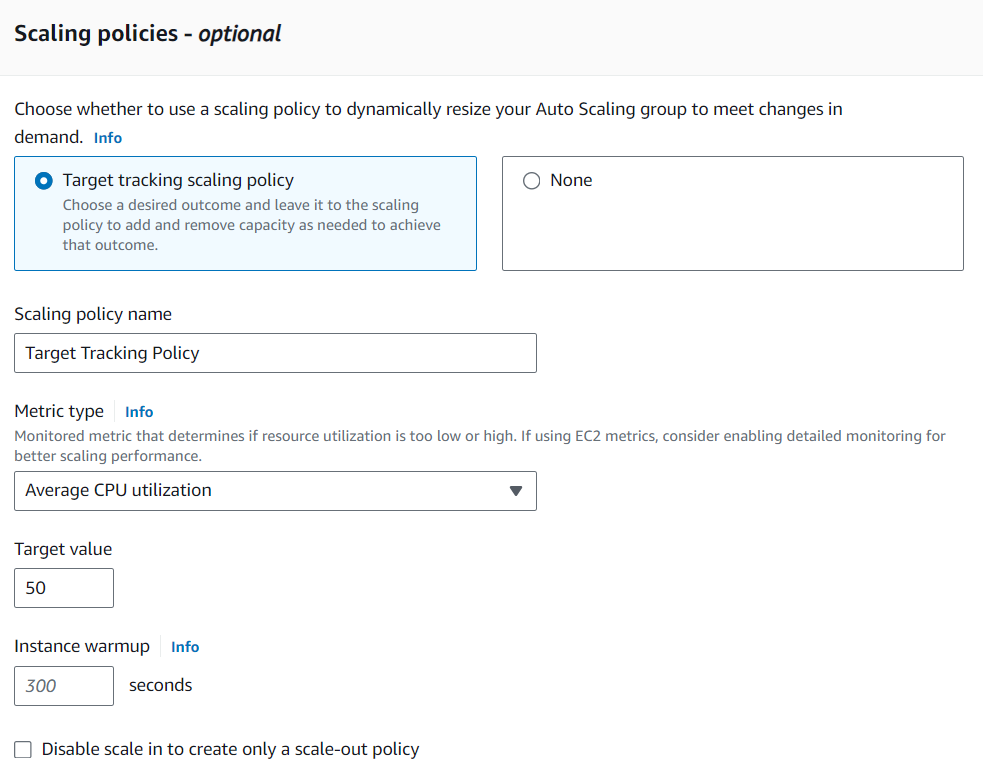 Scaling policies - optional
Choose whether to use a scaling policy to dynamically resize your Auto Scaling group to meet changes in
demand. Info
Target tracking scaling policy
Choose a desired outcome and leave it to the scaling
policy to add and remove capacity as needed to achieve
that outcome.
None
Scaling policy name
Target Tracking Policy
Metric type Info
Monitored metric that determines if resource utilization is too low or high. If using EC2 metrics, consider enabling detailed monitoring for
better scaling performance.
Average CPU utilization
Target value
50
Instance warmup Info
300 seconds
Disable scale in to create only a scale-out policy